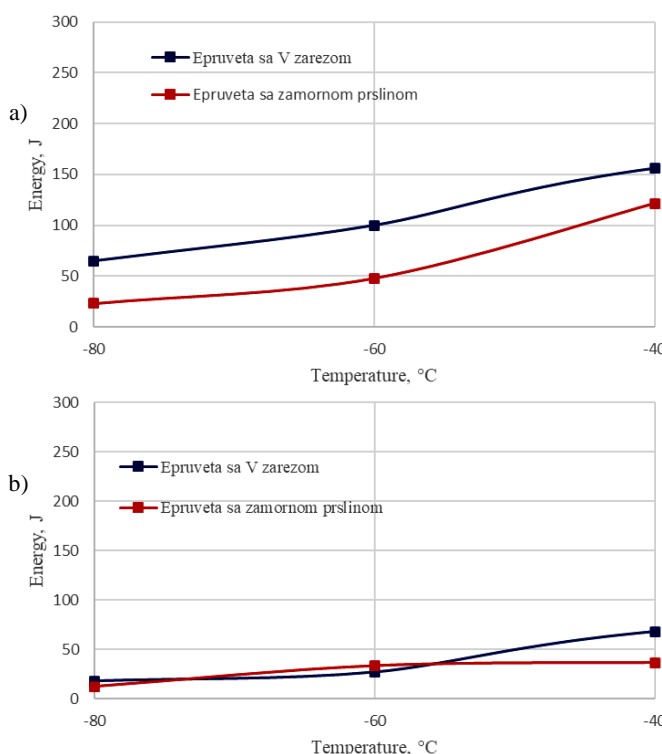 a)
Energy, J
300
250
200
150
100
50
0
Epruveta sa V zarezom
Epruveta sa zamornom prslinom
-80
-60
-40
Temperature, °C
b)
Energy, J
300
250
200
150
100
50
0
Epruveta sa V zarezom
Epruveta sa zamornom prslinom
-80
-60
-40
Temperature, °C